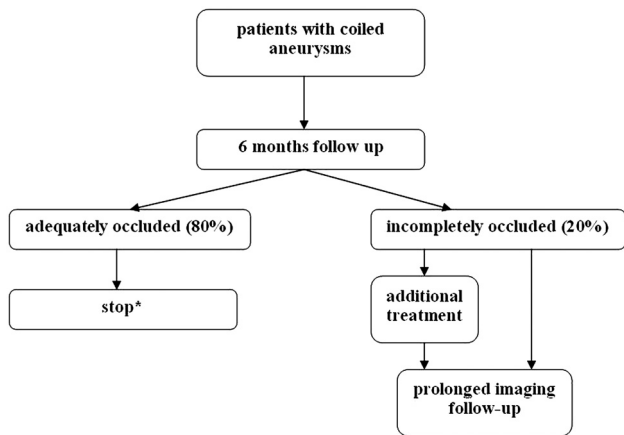 patients with coiled
aneurysms
6 months follow up
adequately occluded (80%)
incompletely occluded (20%)
stop*
additional
treatment
prolonged imaging
follow-up